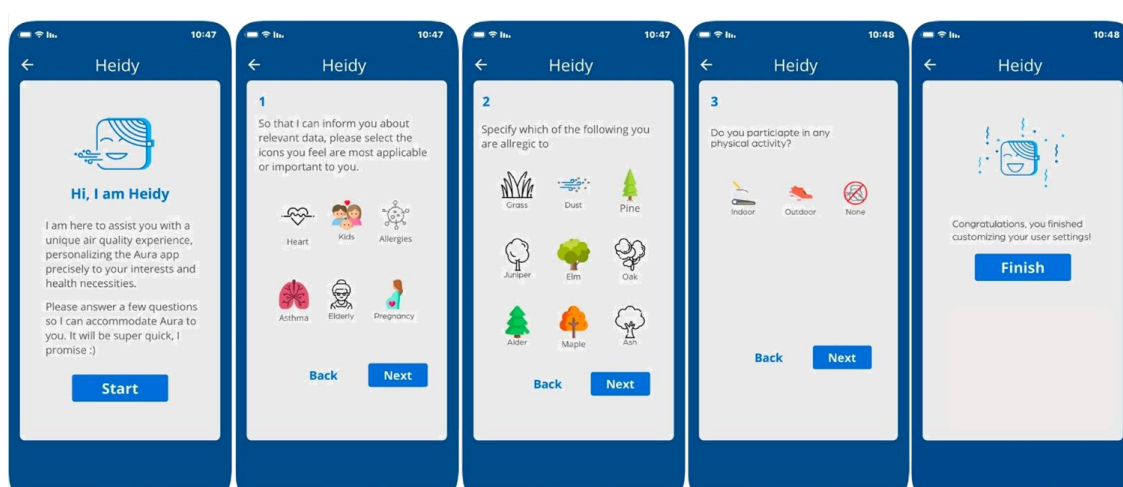 10:47
Heidy
Hi, I am Heidy
I am here to assist you with a
unique air quality experience,
personalizing the Aura app
precisely to your interests and
health necessities.
Please answer a few questions
so I can accommodate Aura to
you. It will be super quick, I
promise :)
Start
10:47
Heidy
1
So that I can inform you about
relevant data, please select the
icons you feel are most applicable
or important to you.
Heart
Kids
Allergies
Asthma
Elderly
Pregnancy
Back
Next
10:47
Heidy
2
Specify which of the following you
are allregic to
Grass
Dust
Pine
Juniper
Elm
Oak
Alder
Maple
Ash
Back
Next
10:48
Heidy
3
Do you particiapte in any
physical activity?
Indoor
Outdoor
None
Back
Next
10:48
Heidy
Congratulations, you finished
customizing your user settings!
Finish